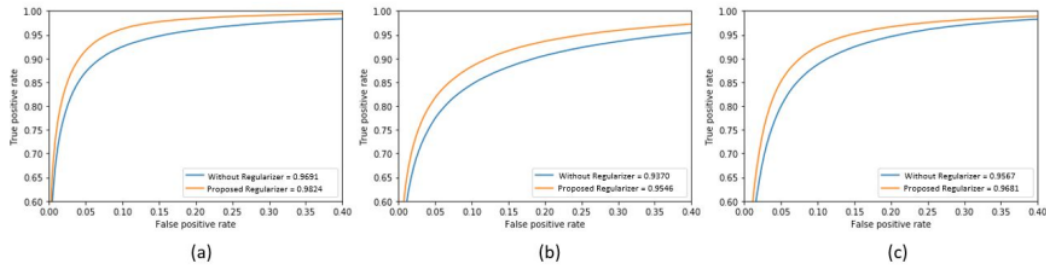 1.00
0.95
0.90
0.85
0.80
0.75
0.70
0.65
0.60
True positive rate
Without Regularizer = 0.9691
Proposed Regularizer = 0.9824
0.00 0.05 0.10 0.15 0.20 0.25 0.30 0.35 0.40
False positive rate
(a)
1.00
0.95
0.90
0.85
0.80
0.75
0.70
0.65
0.60
True positive rate
Without Regularizer = 0.9370
Proposed Regularizer = 0.9546
0.00 0.05 0.10 0.15 0.20 0.25 0.30 0.35 0.40
False positive rate
(b)
1.00
0.95
0.90
0.85
0.80
0.75
0.70
0.65
0.60
True positive rate
Without Regularizer = 0.9567
Proposed Regularizer = 0.9681
0.00 0.05 0.10 0.15 0.20 0.25 0.30 0.35 0.40
False positive rate
(c)